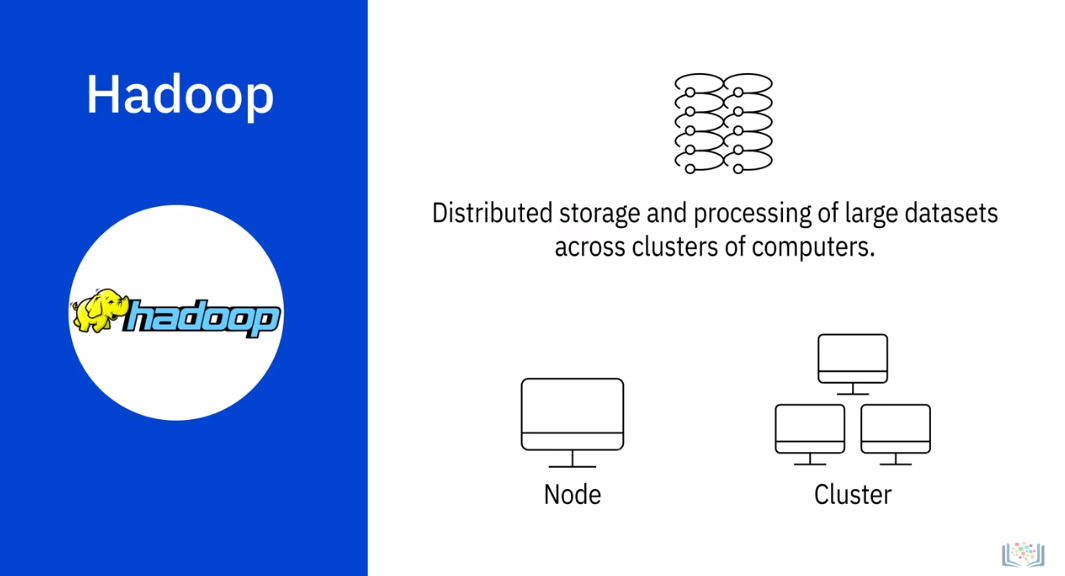 Hadoop
hadoop
Distributed storage and processing of large datasets
across clusters of computers.
Node
Cluster